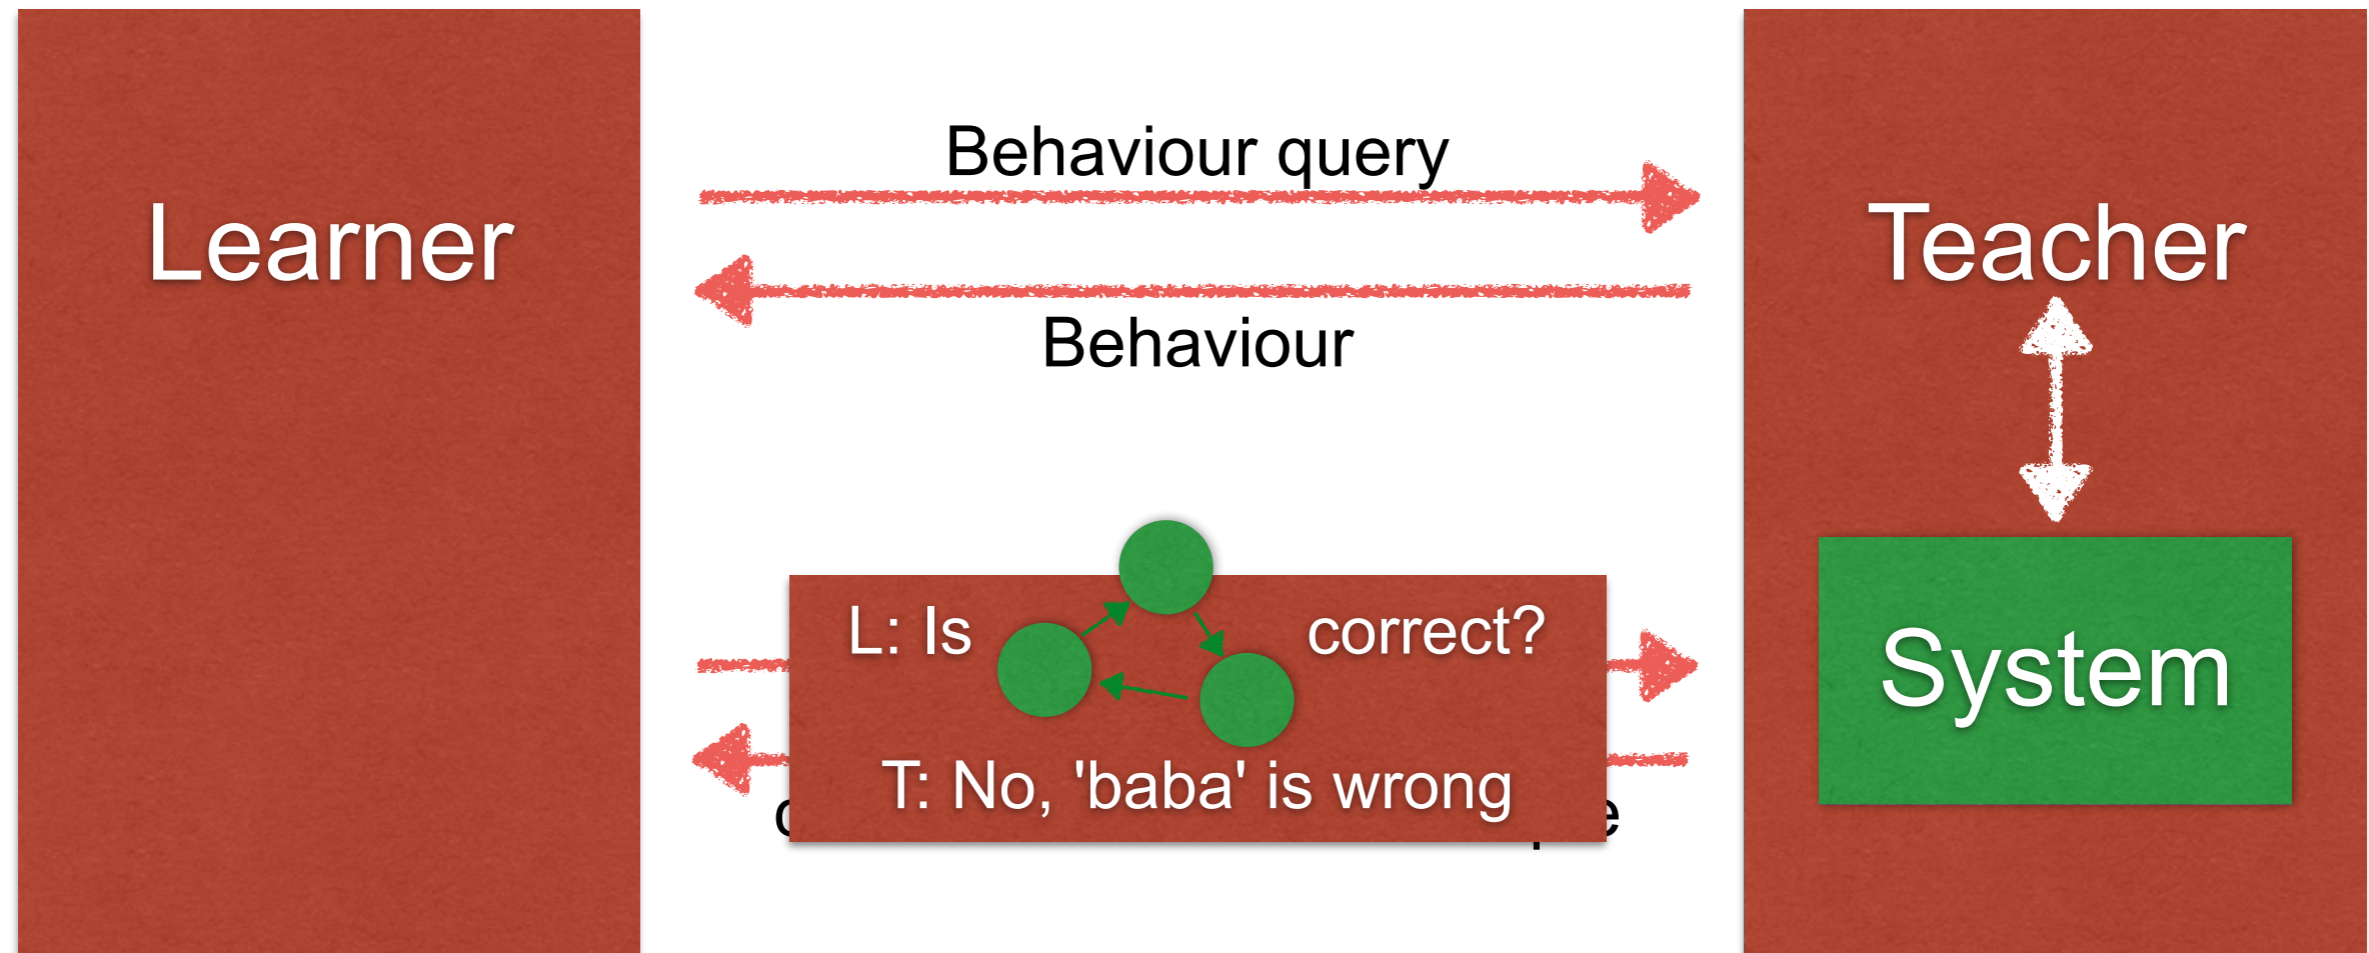 Learner
Behaviour query
Behaviour
Teacher
System
L: Is correct?
T: No, 'baba' is wrong